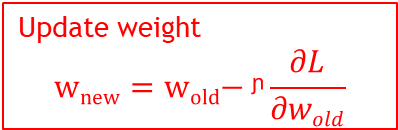 Update weight
w_new = w_old − ɲ ∂L/∂w_old